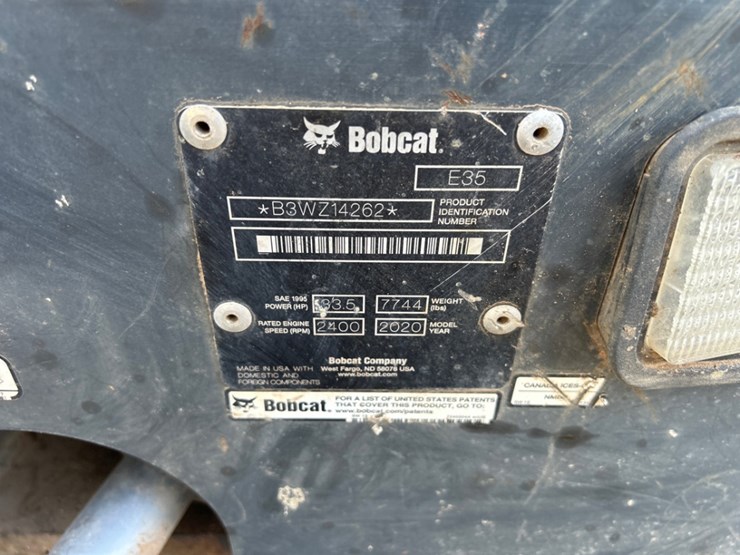 Bobcat.
E35
*B3WZ14262*
PRODUCT
IDENTIFICATION
NUMBER
SAE 1995
POWER (HP)
33.5
7744
WEIGHT
(lbs)
RATED ENGINE
SPEED (RPM)
2400
2020
MODEL
YEAR
MADE IN USA WITH
DOMESTIC AND
FOREIGN COMPONENTS
Bobcat Company
West Fargo, ND 58078 USA
www.bobcat.com
Bobcat.
FOR A LIST OF UNITED STATES PATENTS
THAT COVER THIS PRODUCT, GO TO:
www.bobcat.com/patents